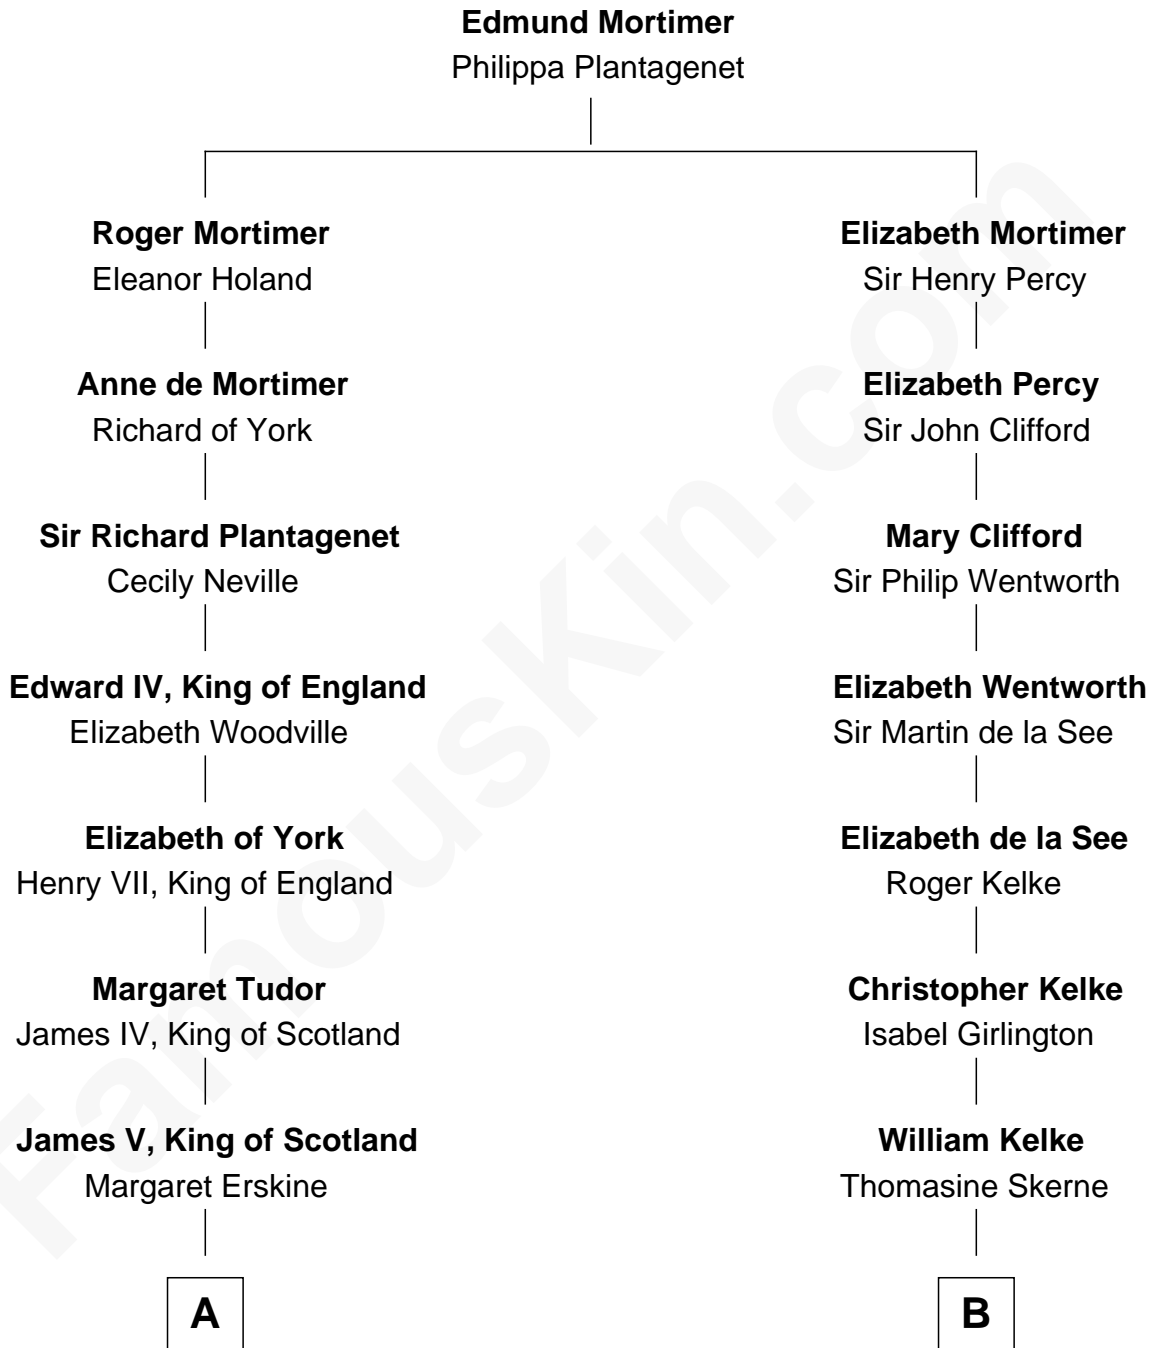 Edmund Mortimer
Philippa Plantagenet
Roger Mortimer
Eleanor Holand
Anne de Mortimer
Richard of York
Sir Richard Plantagenet
Cecily Neville
Edward IV, King of England
Elizabeth Woodville
Elizabeth of York
Henry VII, King of England
Margaret Tudor
James IV, King of Scotland
James V, King of Scotland
Margaret Erskine
A
Elizabeth Mortimer
Sir Henry Percy
Elizabeth Percy
Sir John Clifford
Mary Clifford
Sir Philip Wentworth
Elizabeth Wentworth
Sir Martin de la See
Elizabeth de la See
Roger Kelke
Christopher Kelke
Isabel Girlington
William Kelke
Thomasine Skerne
B
FamousKin.com